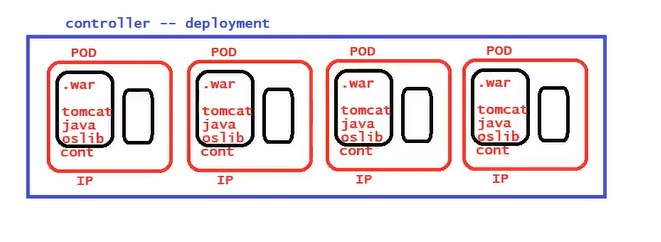 controller -- deployment
POD POD POD POD
.war .war .war .war
tomcat tomcat tomcat tomcat
java java java java
oslib oslib oslib oslib
cont cont cont cont
IP IP IP IP